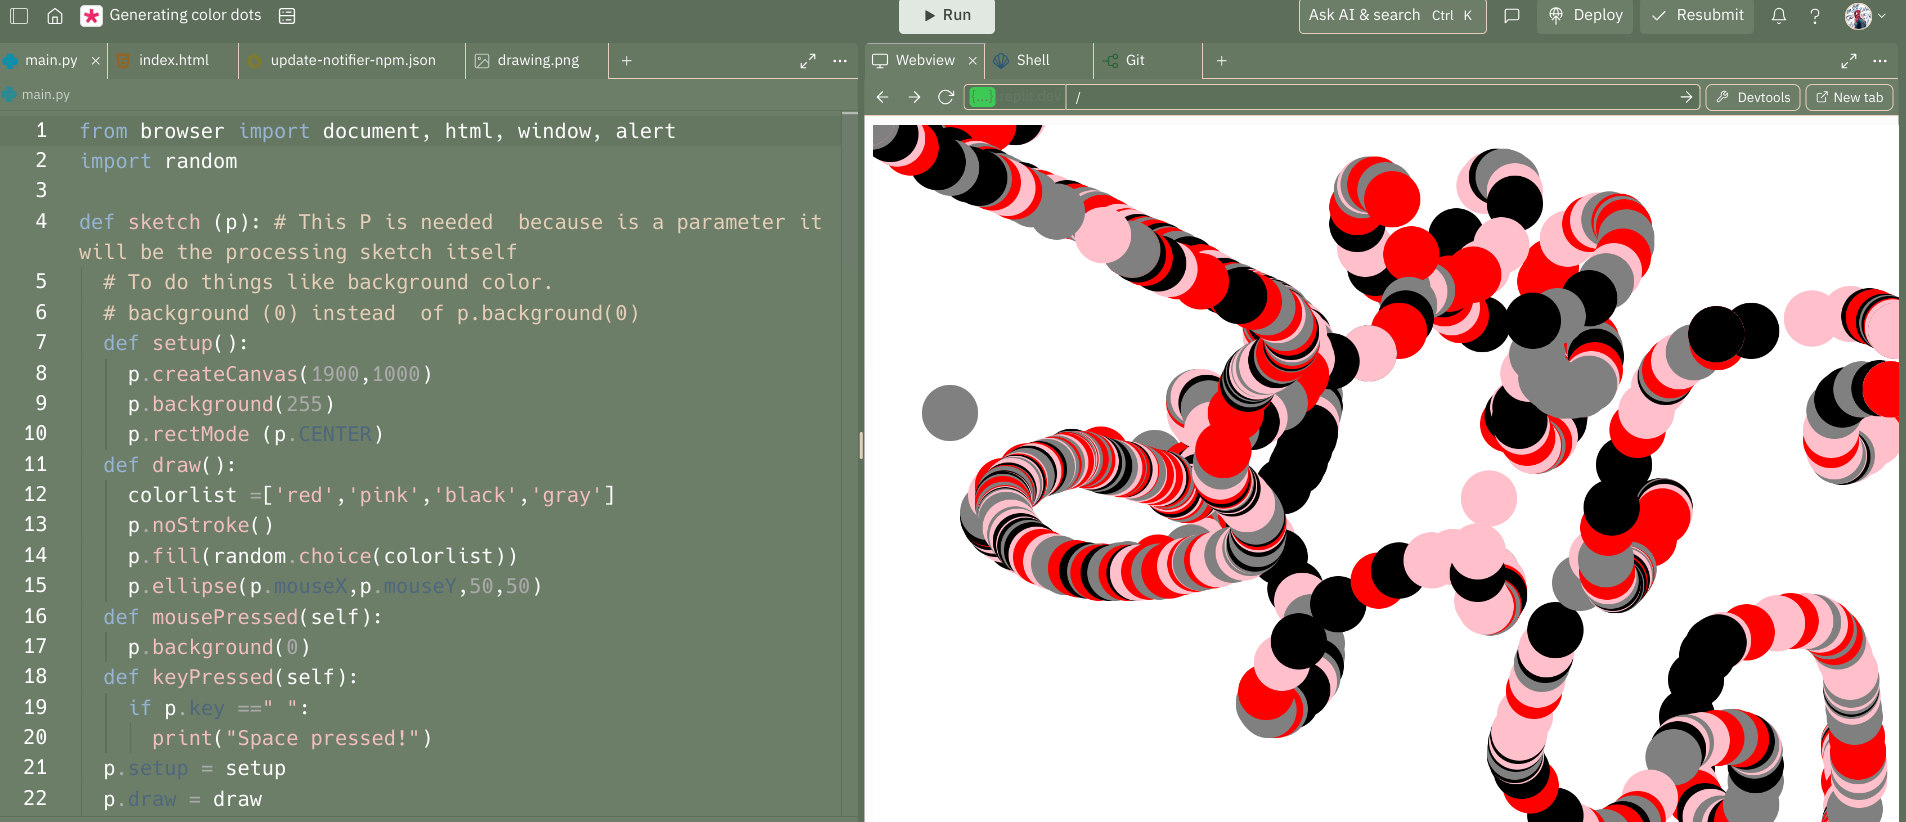 Generating color dots
Run
Ask AI & search Ctrl K
Deploy
Resubmit
main.py
index.html
update-notifier-npm.json
drawing.png
Webview
Shell
Git
main.py
{...}-replit.dev
/
Devtools
New tab
1 from browser import document, html, window, alert
2 import random
3
4 def sketch (p): # This P is needed  because is a parameter it
will be the processing sketch itself
5 # To do things like background color.
6 # background (0) instead  of p.background(0)
7 def setup():
8 p.createCanvas(1900,1000)
9 p.background(255)
10 p.rectMode (p.CENTER)
11 def draw():
12 colorlist =['red','pink','black','gray']
13 p.noStroke()
14 p.fill(random.choice(colorlist))
15 p.ellipse(p.mouseX,p.mouseY,50,50)
16 def mousePressed(self):
17 p.background(0)
18 def keyPressed(self):
19 if p.key ==" ":
20 print("Space pressed!")
21 p.setup = setup
22 p.draw = draw